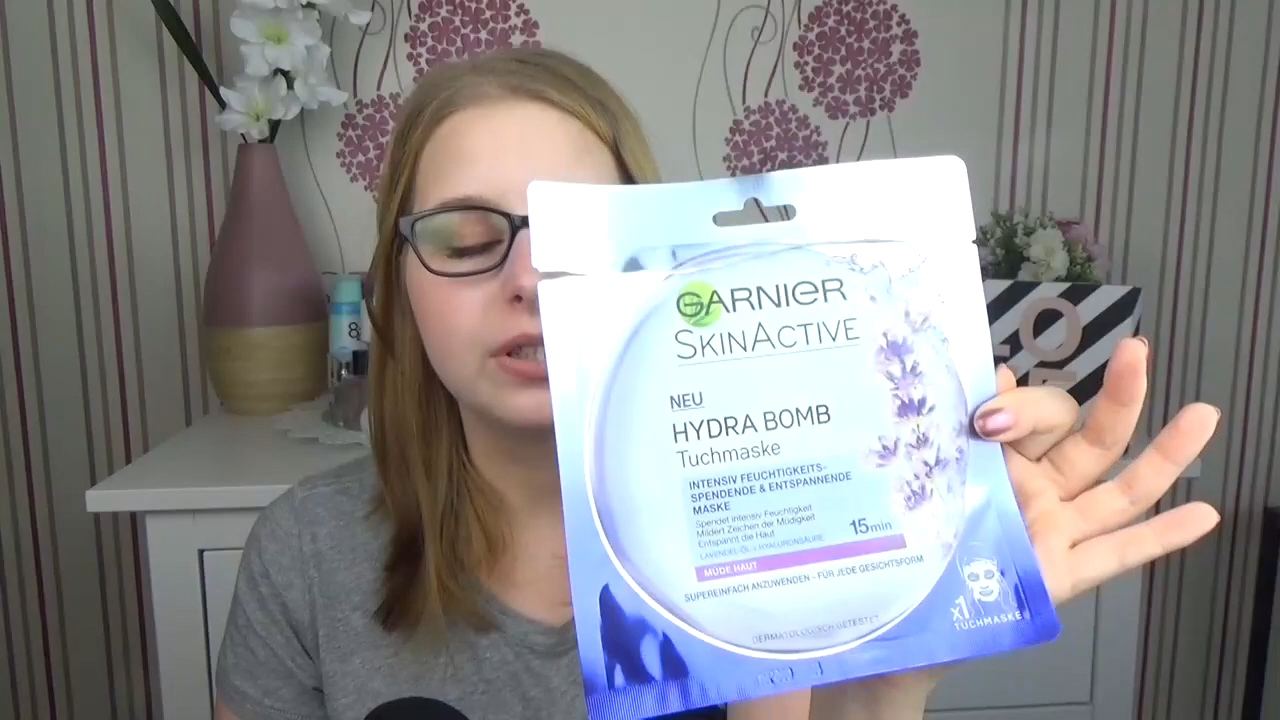 GARNIER
SKINACTIVE
NEU
HYDRA BOMB
Tuchmaske
INTENSIV FEUCHTIGKEITS-
SPENDENDE & ENTSPANNENDE
MASKE
Spendet intensiv Feuchtigkeit
Mildert Zeichen der Müdigkeit
Entspannt die Haut
LAVENDEL-ÖL + HYALURONSÄURE
15min
MÜDE HAUT
SUPEREINFACH ANZUWENDEN - FÜR JEDE GESICHTSFORM
DERMATOLOGISCH GETESTET
x1
TUCHMASKE
8